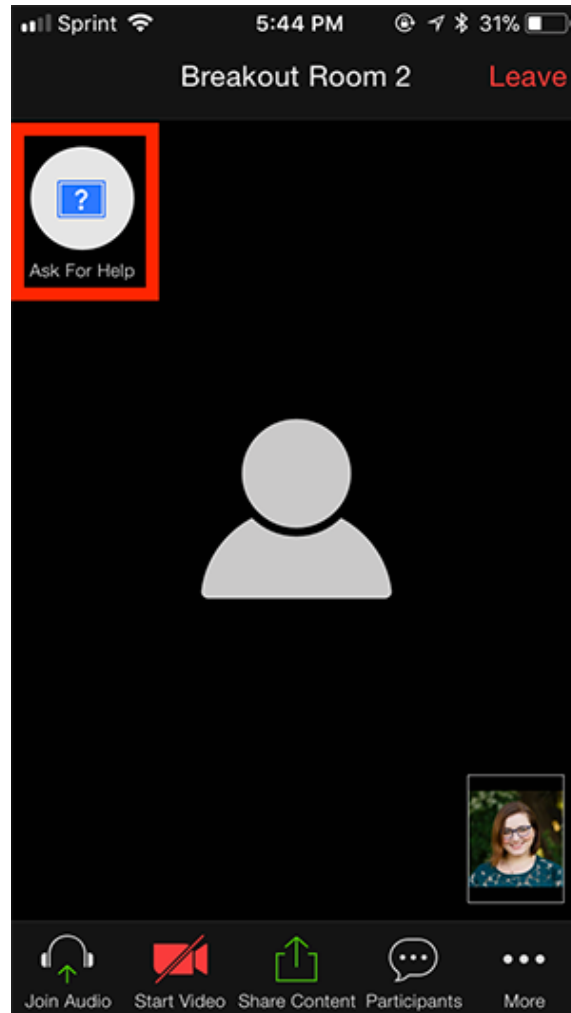 Sprint 5:44 PM 31%
Breakout Room 2 Leave
?
Ask For Help
Join Audio Start Video Share Content Participants More